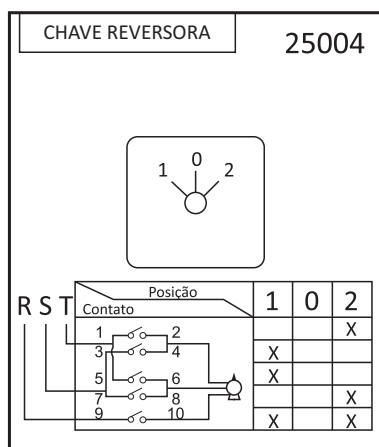 CHAVE REVERSORA
25004
1 0 2
R S T
Posição
Contato
1 0 2
1 2 X
3 4 X
5 6 X
7 8 X
9 10 X X